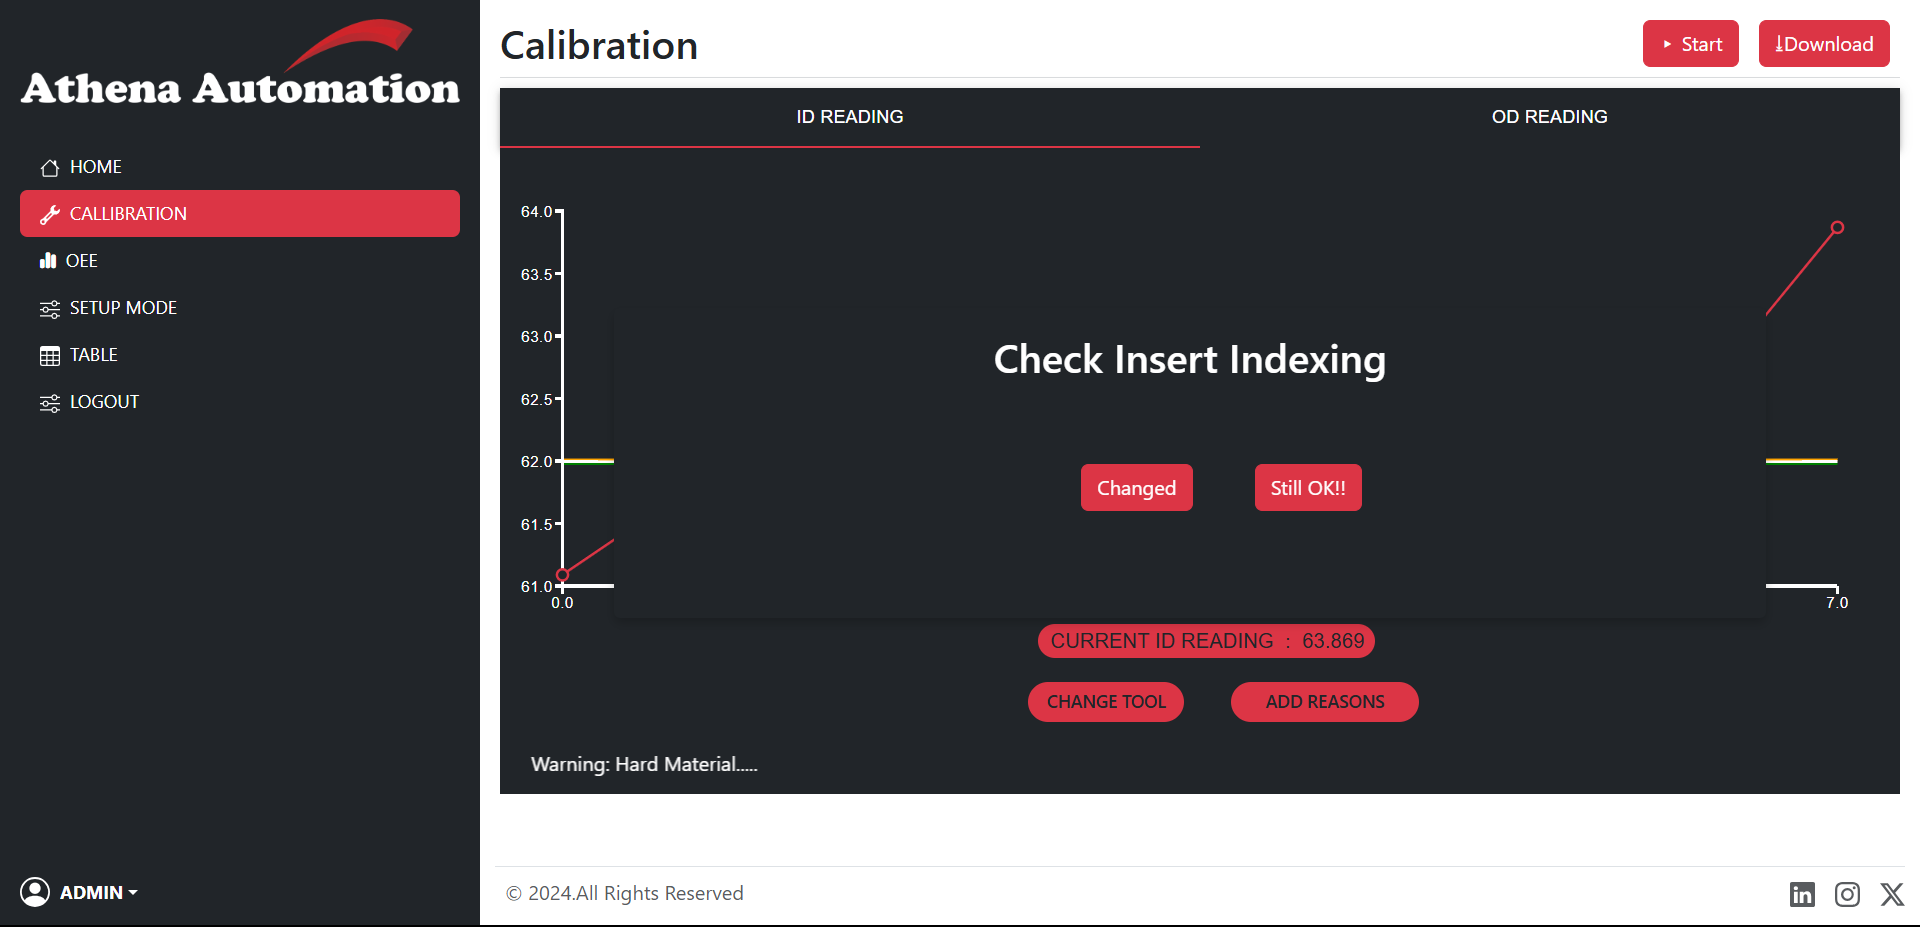 Athena Automation
HOME
CALLIBRATION
OEE
SETUP MODE
TABLE
LOGOUT
ADMIN
Calibration
Start
Download
ID READING
OD READING
64.0
63.5
63.0
62.5
62.0
61.5
61.0
0.0
7.0
Check Insert Indexing
Changed
Still OK!!
CURRENT ID READING : 63.869
CHANGE TOOL
ADD REASONS
Warning: Hard Material.....
© 2024.All Rights Reserved